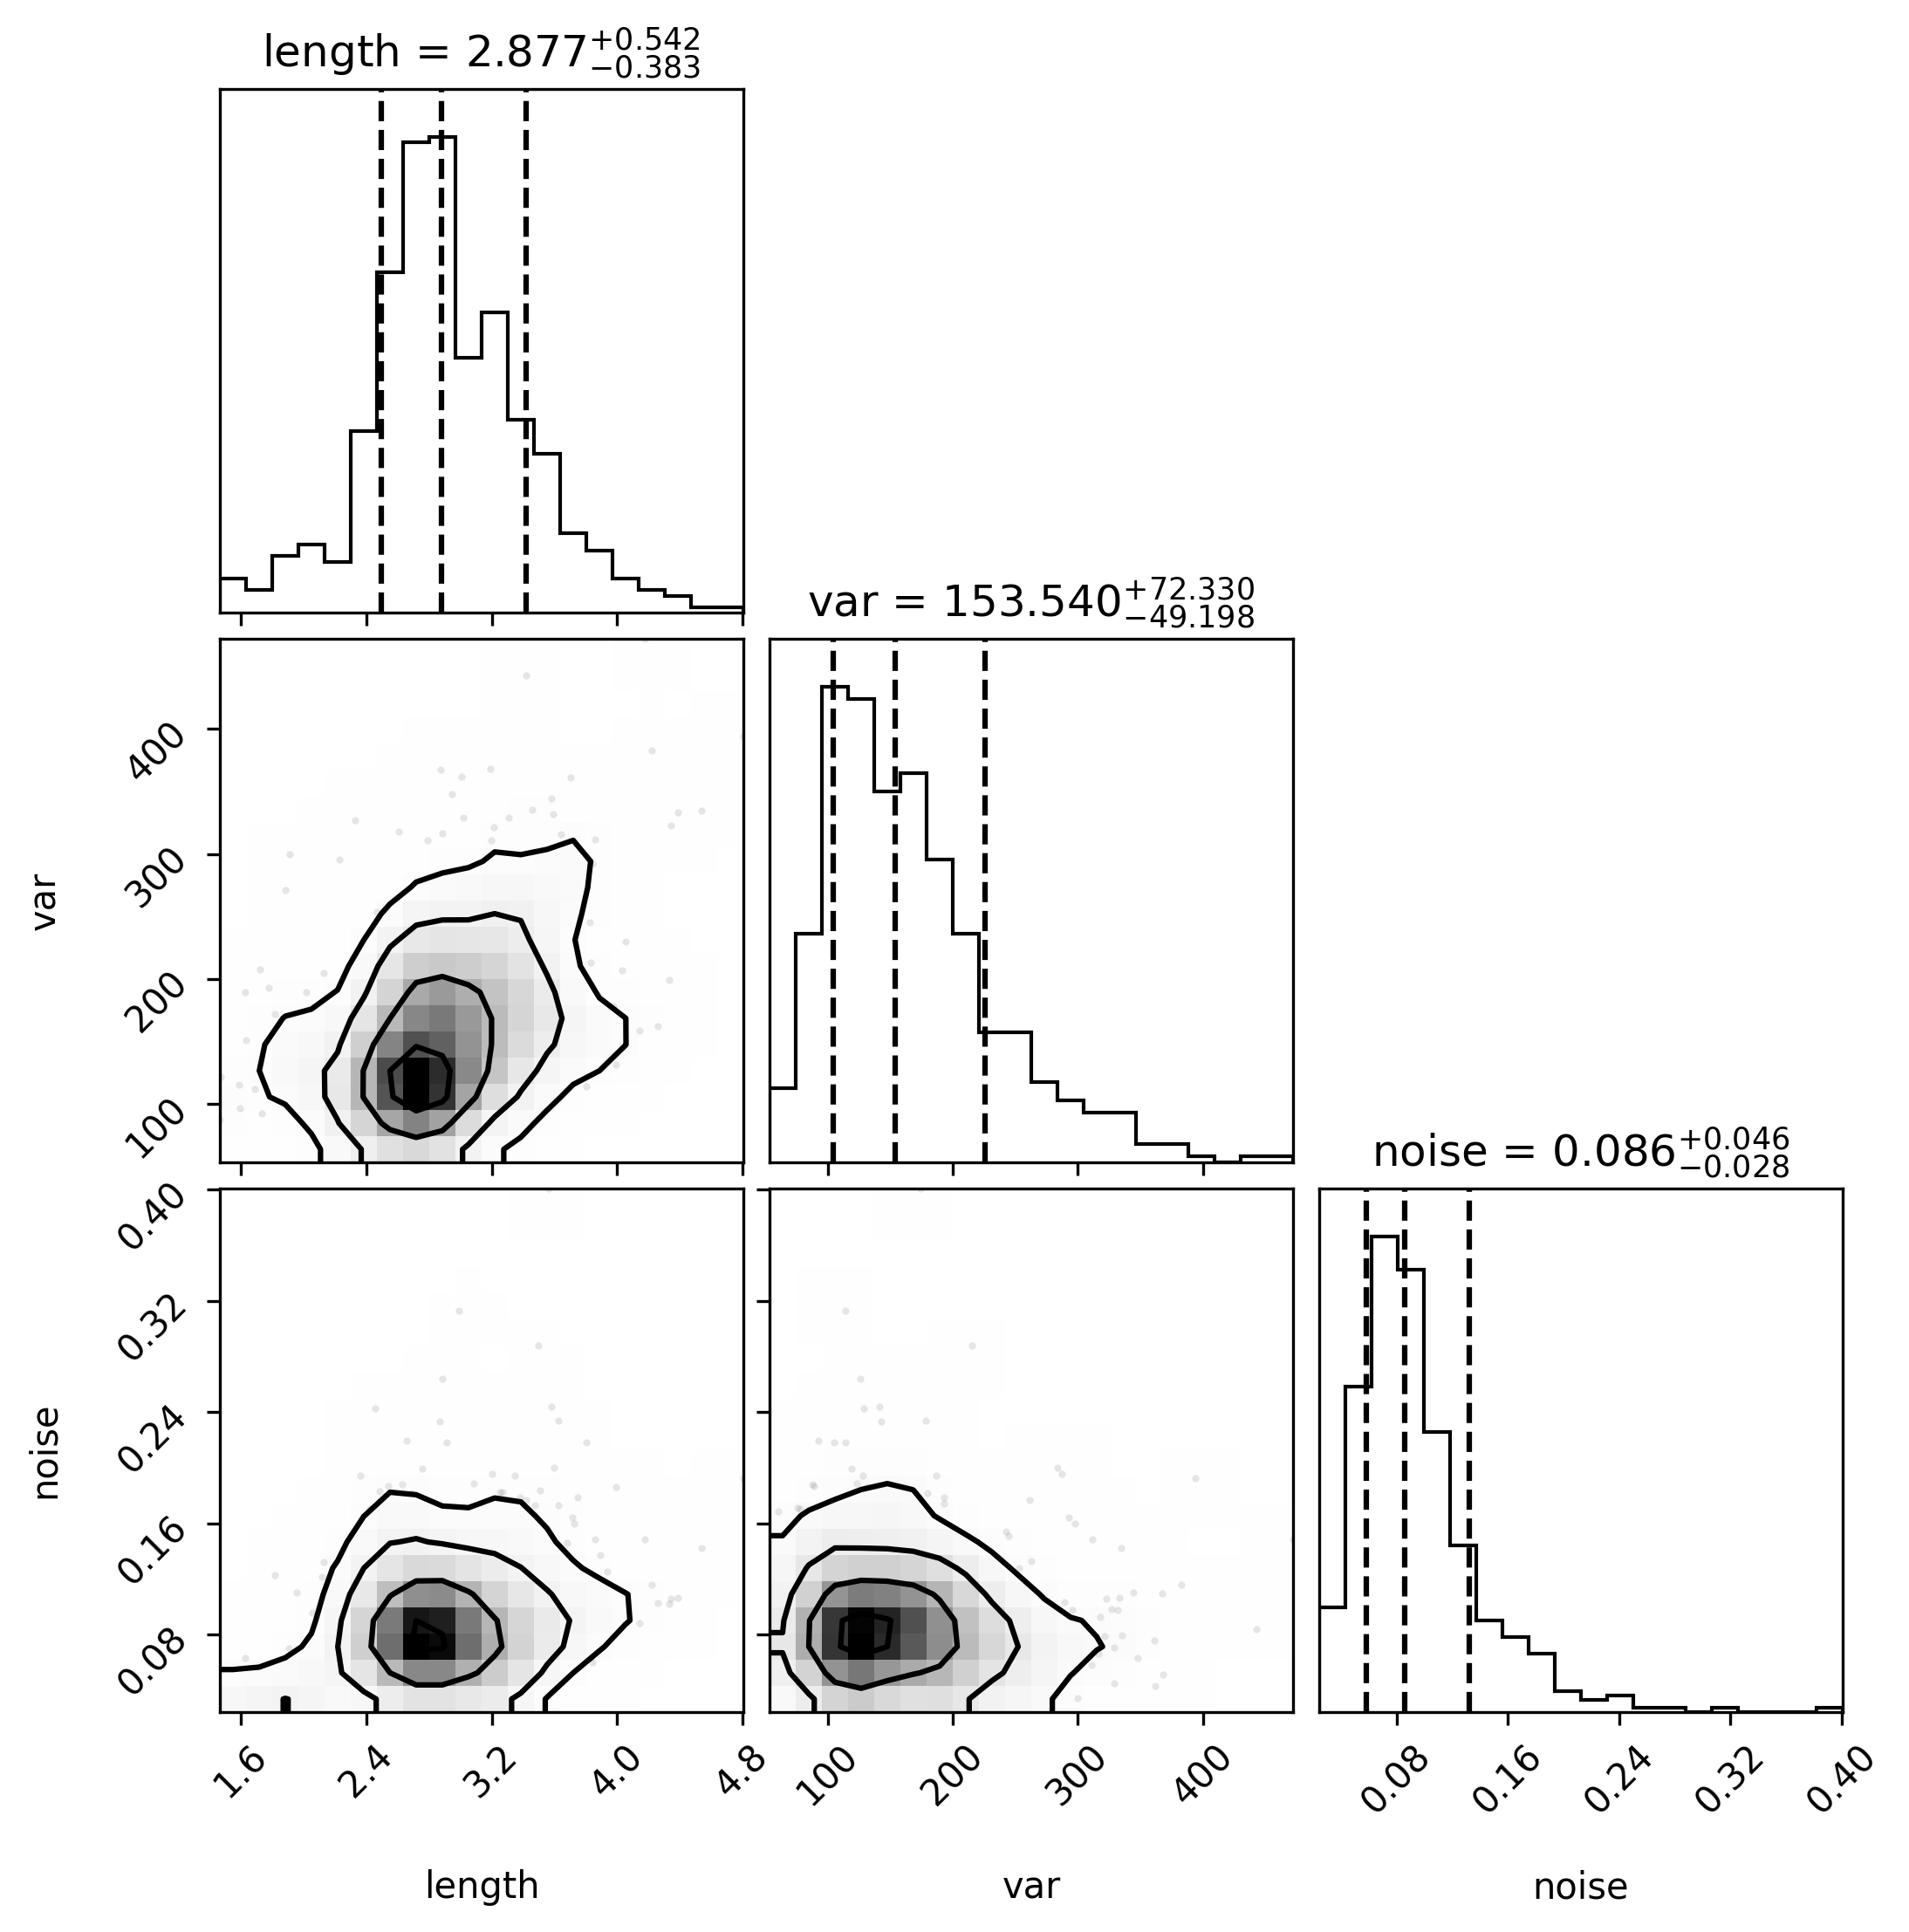 length = 2.877+0.542−0.383
var = 153.540+72.330−49.198
400
300
200
100
var
noise = 0.086+0.046−0.028
0.40
0.32
0.24
0.16
0.08
noise
1.6 2.4 3.2 4.0 4.8
100 200 300 400
0.08 0.16 0.24 0.32 0.40
length
var
noise